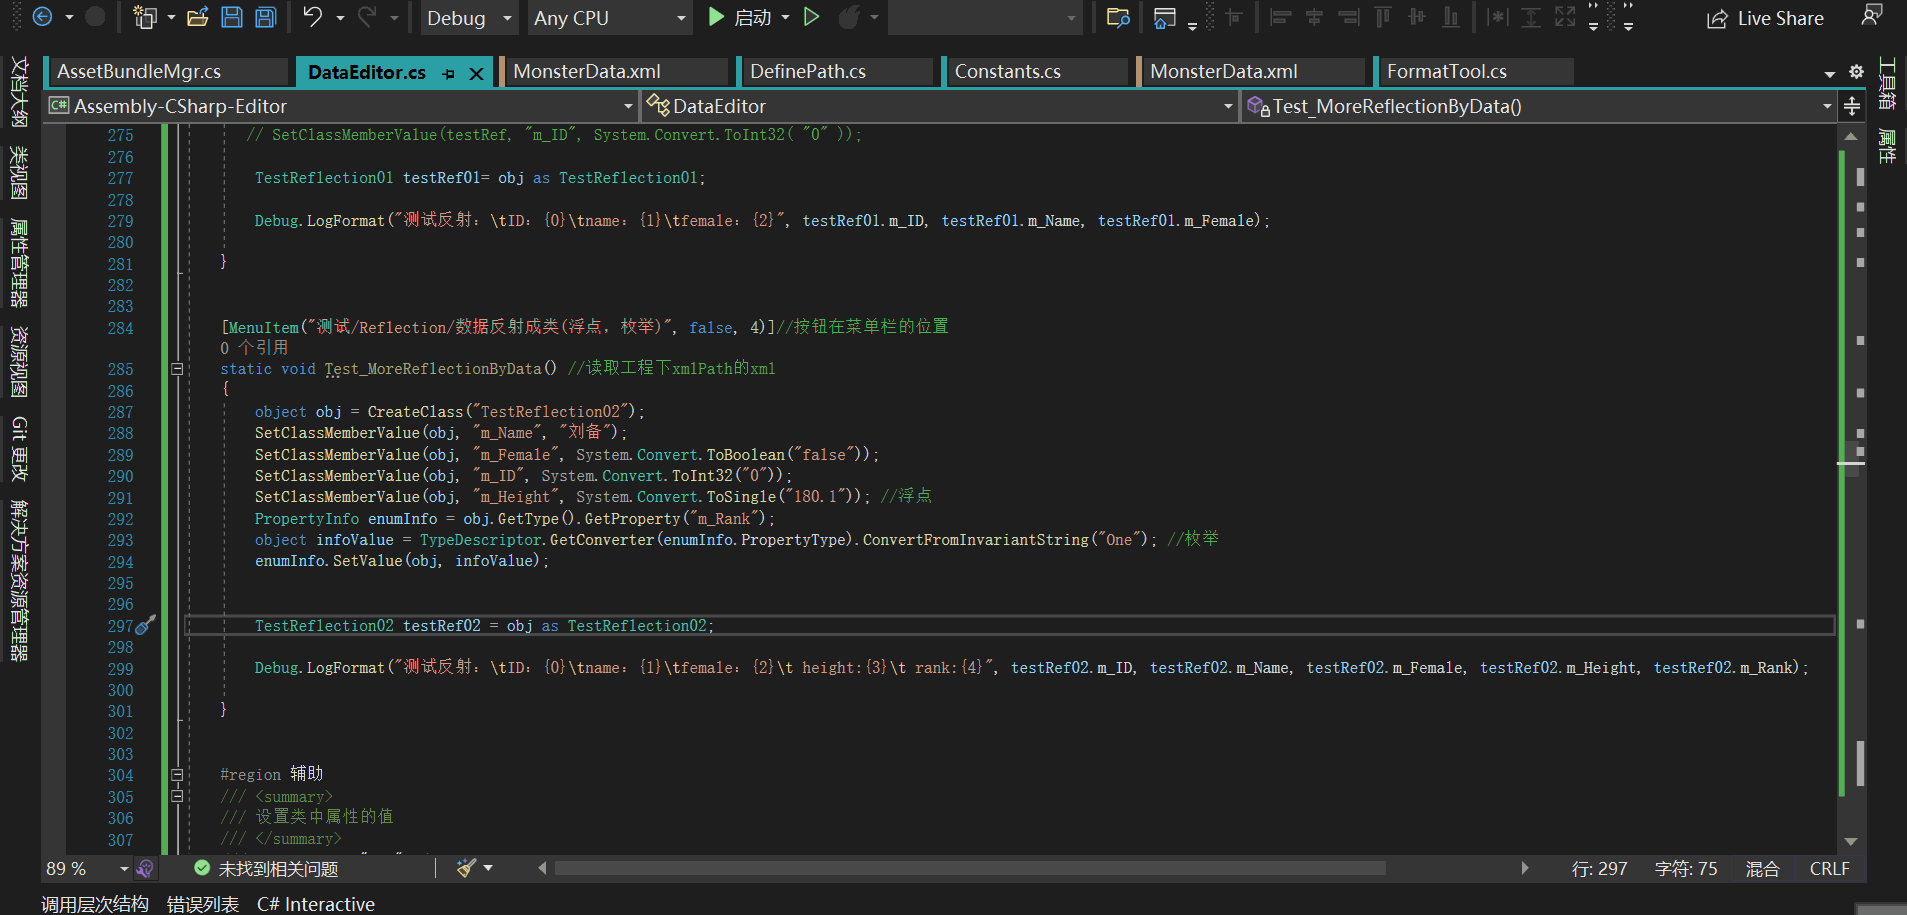 Debug
Any CPU
启动
Live Share
AssetBundleMgr.cs
DataEditor.cs
MonsterData.xml
DefinePath.cs
Constants.cs
MonsterData.xml
FormatTool.cs
C# Assembly-CSharp-Editor
DataEditor
Test_MoreReflectionByData()
文档大纲
类视图
属性管理器
资源视图
Git 更改
解决方案资源管理器
工具箱
属性
275 // SetClassMemberValue(testRef, "m_ID", System.Convert.ToInt32( "0" ));
276
277 TestReflection01 testRef01= obj as TestReflection01;
278
279 Debug.LogFormat("测试反射: \tID: {0}\tname: {1}\tfemale: {2}", testRef01.m_ID, testRef01.m_Name, testRef01.m_Female);
280
281 }
282
283
284 [MenuItem("测试/Reflection/数据反射成类(浮点, 枚举)", false, 4)]//按钮在菜单栏的位置
0 个引用
285 static void Test_MoreReflectionByData() //读取工程下xmlPath的xml
286 {
287 object obj = CreateClass("TestReflection02");
288 SetClassMemberValue(obj, "m_Name", "刘备");
289 SetClassMemberValue(obj, "m_Female", System.Convert.ToBoolean("false"));
290 SetClassMemberValue(obj, "m_ID", System.Convert.ToInt32("0"));
291 SetClassMemberValue(obj, "m_Height", System.Convert.ToSingle("180.1")); //浮点
292 PropertyInfo enumInfo = obj.GetType().GetProperty("m_Rank");
293 object infoValue = TypeDescriptor.GetConverter(enumInfo.PropertyType).ConvertFromInvariantString("One"); //枚举
294 enumInfo.SetValue(obj, infoValue);
295
296
297 TestReflection02 testRef02 = obj as TestReflection02;
298
299 Debug.LogFormat("测试反射: \tID: {0}\tname: {1}\tfemale: {2}\t height:{3}\t rank:{4}", testRef02.m_ID, testRef02.m_Name, testRef02.m_Female, testRef02.m_Height, testRef02.m_Rank);
300
301 }
302
303
304 #region 辅助
305 /// <summary>
306 /// 设置类中属性的值
307 /// </summary>
89 %
未找到相关问题
行: 297
字符: 75
混合
CRLF
调用层次结构
错误列表
C# Interactive